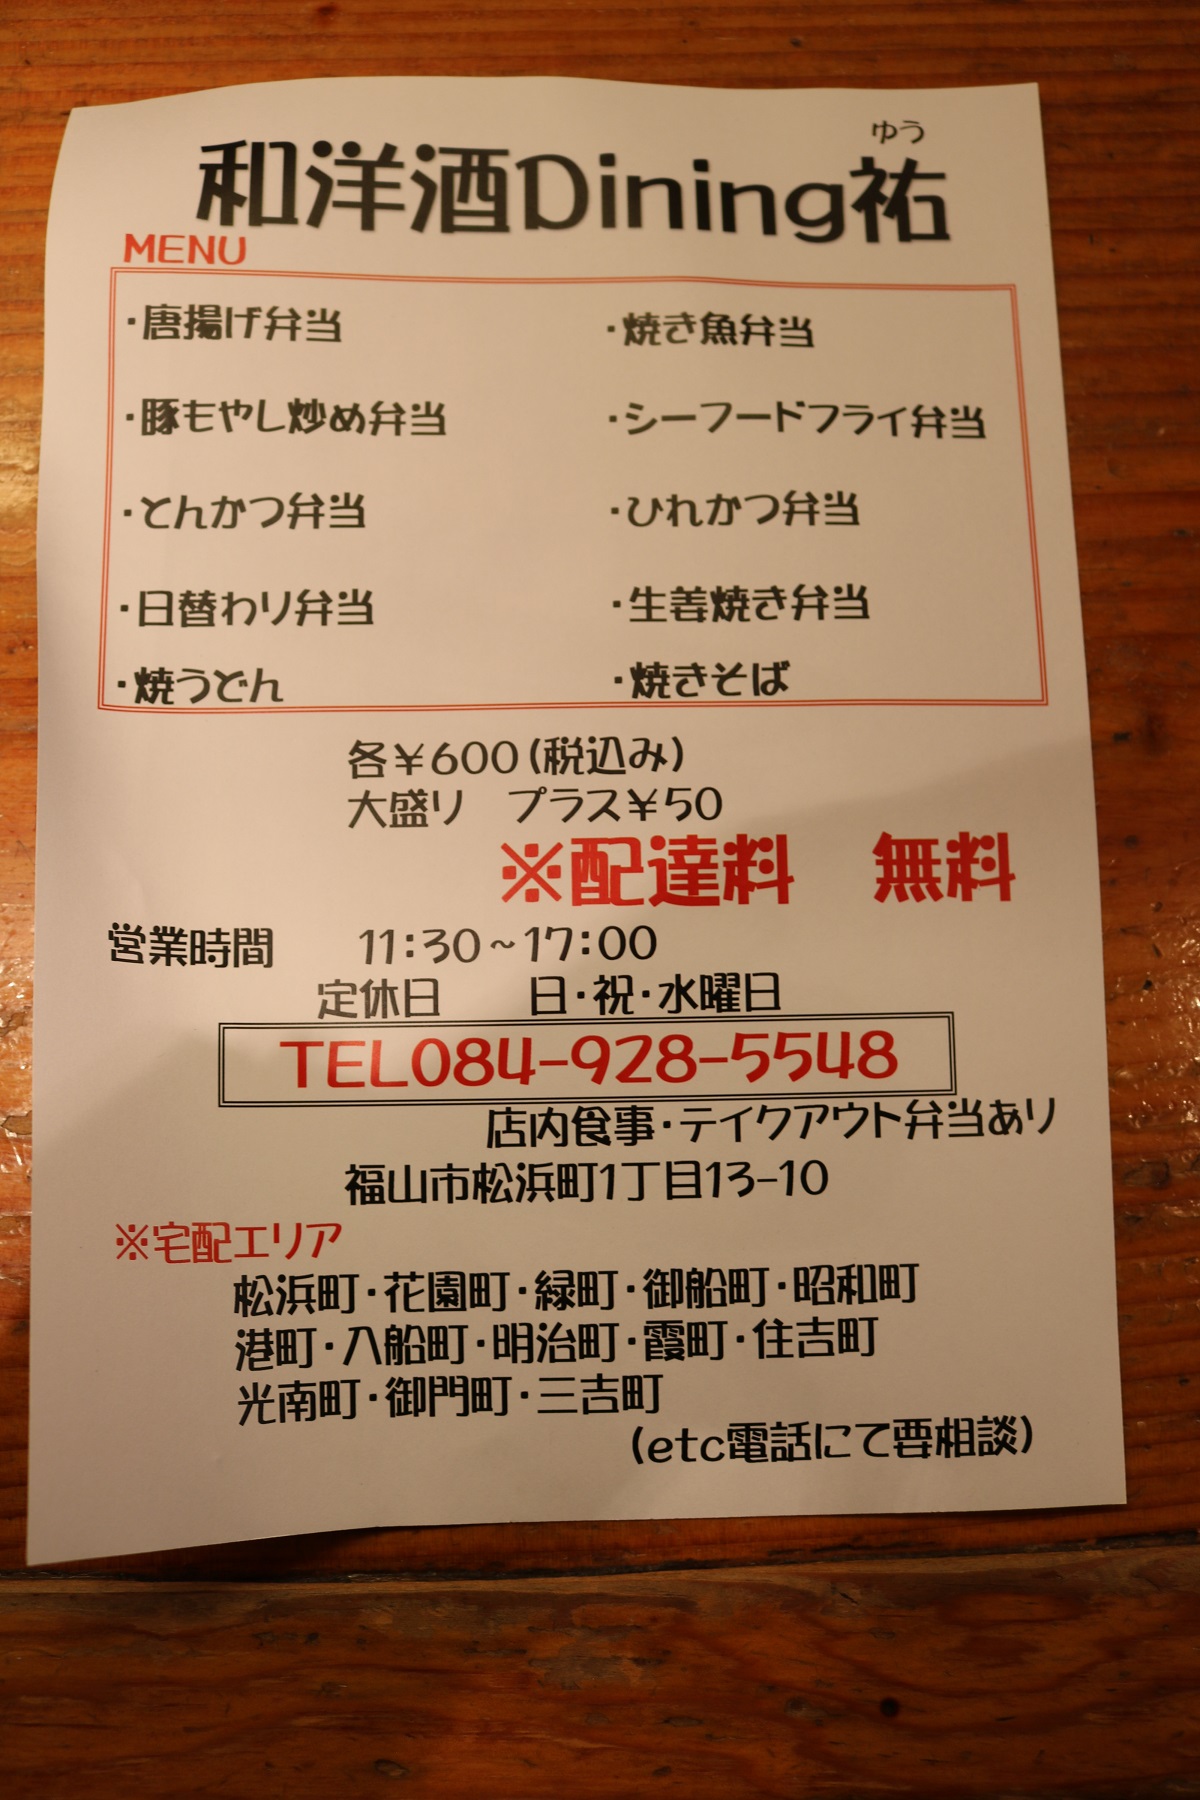 ゆう
和洋酒Dining祐
MENU
・唐揚げ弁当　・焼き魚弁当
・豚もやし炒め弁当　・シーフードフライ弁当
・とんかつ弁当　・ひれかつ弁当
・日替わり弁当　・生姜焼き弁当
・焼うどん　・焼きそば
各￥600(税込み)
大盛り　プラス￥50
※配達料　無料
営業時間　11:30~17:00
定休日　日・祝・水曜日
TEL084-928-5548
店内食事・テイクアウト弁当あり
福山市松浜町1丁目13-10
※宅配エリア
松浜町・花園町・緑町・御船町・昭和町
港町・入船町・明治町・霞町・住吉町
光南町・御門町・三吉町
(etc電話にて要相談)